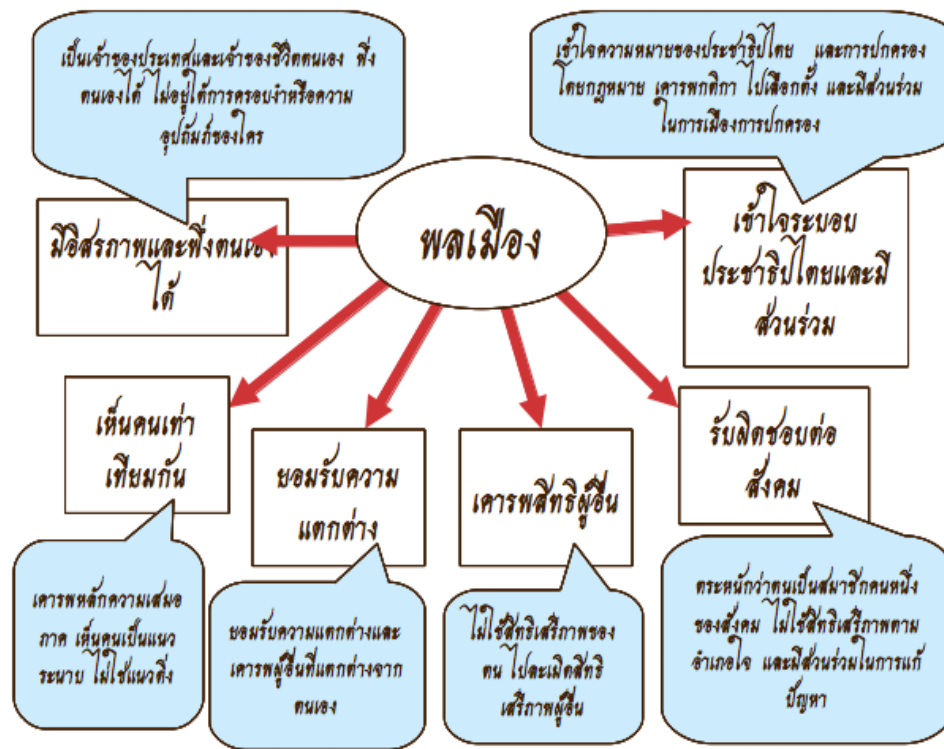 เป็นเจ้าของประเทศและเจ้าของชีวิตตนเอง พึ่ง
ตนเองได้ ไม่อยู่ใต้การครอบงำหรือความ
อุปถัมภ์ของใคร
เข้าใจความหมายของประชาธิปไตย และการปกครอง
โดยกฎหมาย เคารพกติกา ไปเลือกตั้ง และมีส่วนร่วม
ในการเมืองการปกครอง
มีอิสรภาพและพึ่งตนเอง
ได้
พลเมือง
เข้าใจระบอบ
ประชาธิปไตยและมี
ส่วนร่วม
เห็นคนเท่า
เทียมกัน
ยอมรับความ
แตกต่าง
เคารพสิทธิผู้อื่น
รับผิดชอบต่อ
สังคม
เคารพหลักความเสมอ
ภาค เห็นคนเป็นแนว
ระนาบ ไม่ใช่แนวดิ่ง
ยอมรับความแตกต่างและ
เคารพผู้อื่นที่แตกต่างจาก
ตนเอง
ไม่ใช้สิทธิเสรีภาพของ
ตน ไปละเมิดสิทธิ
เสรีภาพผู้อื่น
ตระหนักว่าตนเป็นสมาชิกคนหนึ่ง
ของสังคม ไม่ใช้สิทธิเสรีภาพตาม
อำเภอใจ และมีส่วนร่วมในการแก้
ปัญหา